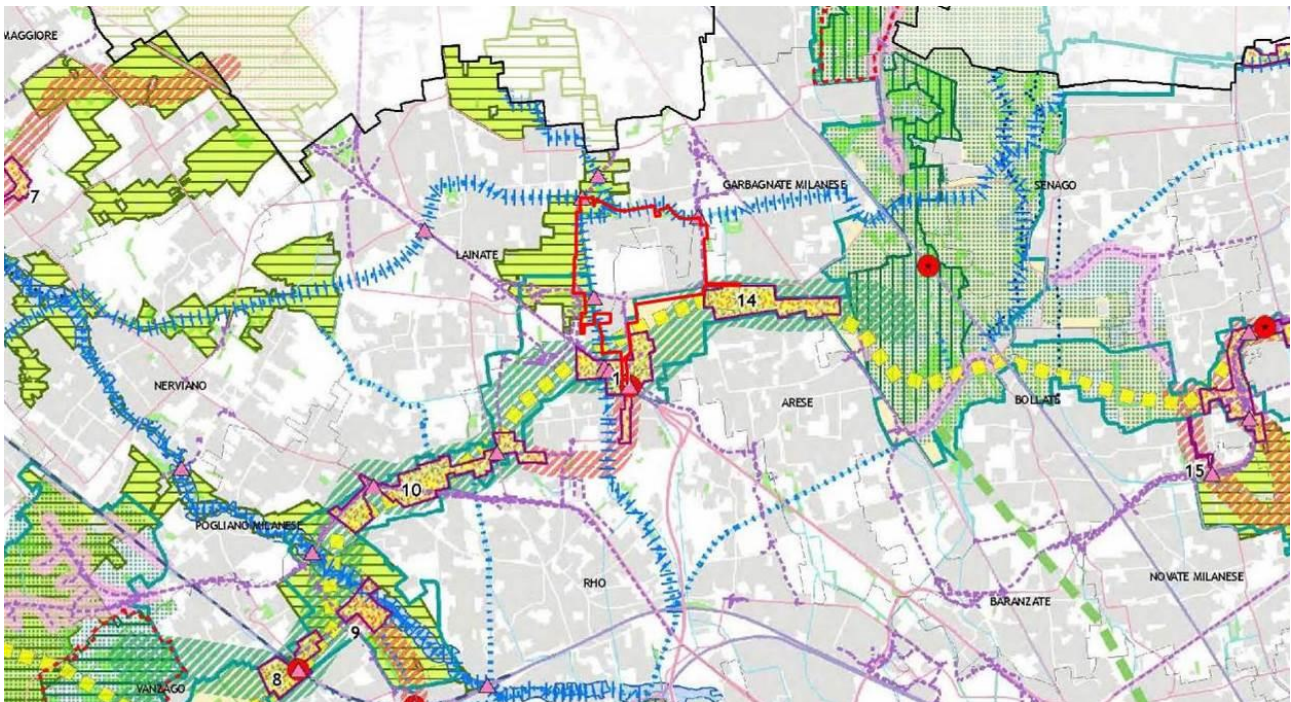 MAGGIORE
7
GARBAGNATE MILANESE
SENAGO
LAINATE
14
NERVIANO
ARESE
BOLLATE
15
10
POGLIANO MILANESE
RHO
NOVATE MILANESE
BARANZATE
9
8
VANZAGO